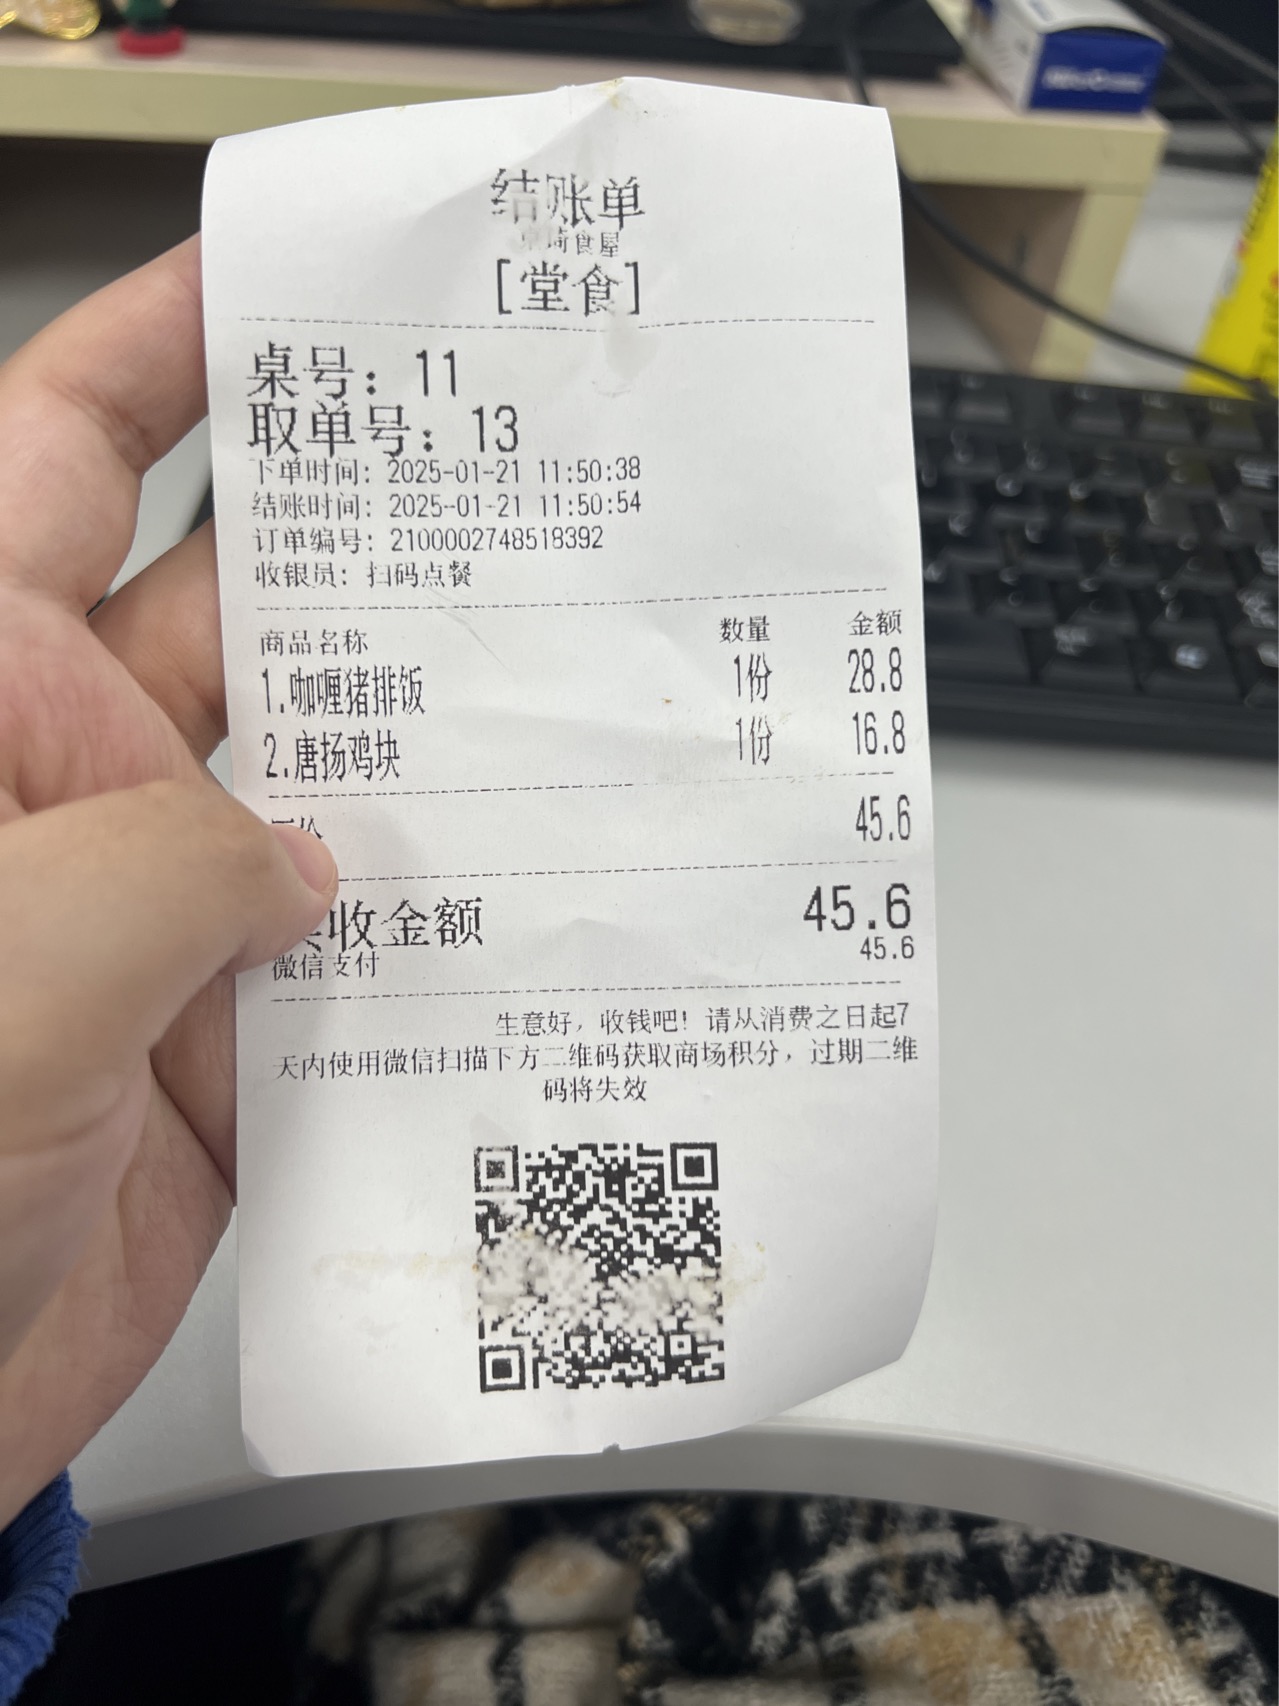 结账单
食屋
[堂食]
桌号: 11
取单号: 13
下单时间: 2025-01-21 11:50:38
结账时间: 2025-01-21 11:50:54
订单编号: 2100002748518392
收银员: 扫码点餐
商品名称 数量 金额
1.咖喱猪排饭 1份 28.8
2.唐扬鸡块 1份 16.8
45.6
收金额 45.6
微信支付 45.6
生意好，收钱吧！请从消费之日起7
天内使用微信扫描下方二维码获取商场积分，过期二维
码将失效